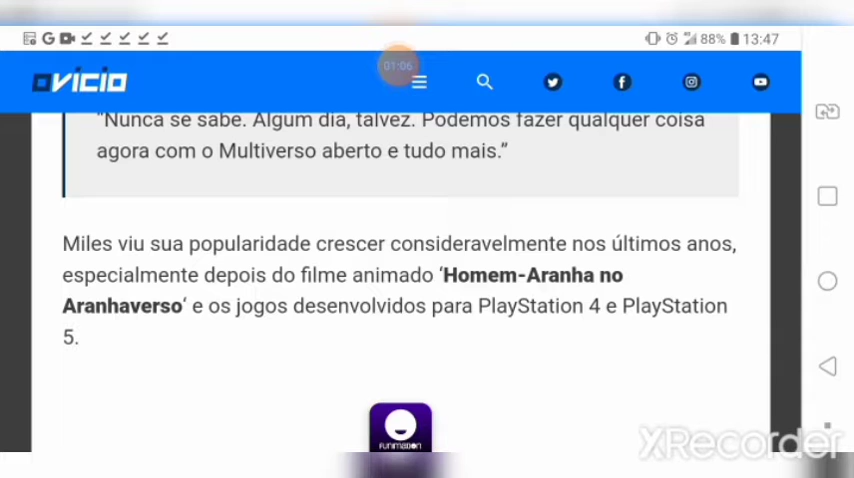 88% 13:47
01:06
OVICIO
"Nunca se sabe. Algum dia, talvez. Podemos fazer qualquer coisa
agora com o Multiverso aberto e tudo mais.”
Miles viu sua popularidade crescer consideravelmente nos últimos anos,
especialmente depois do filme animado ‘Homem-Aranha no
Aranhaverso‘ e os jogos desenvolvidos para PlayStation 4 e PlayStation
5.
FUNIMATION
XRecorder